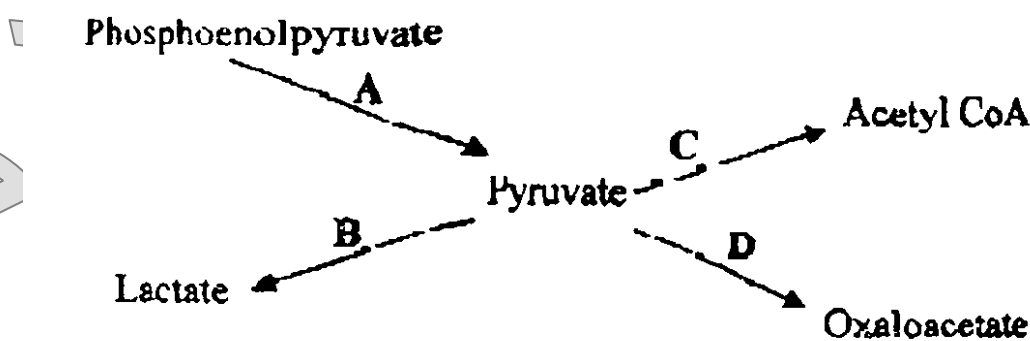 Phosphoenolpyruvate
A
Acetyl CoA
C
Pyruvate
B
D
Lactate
Oxaloacetate